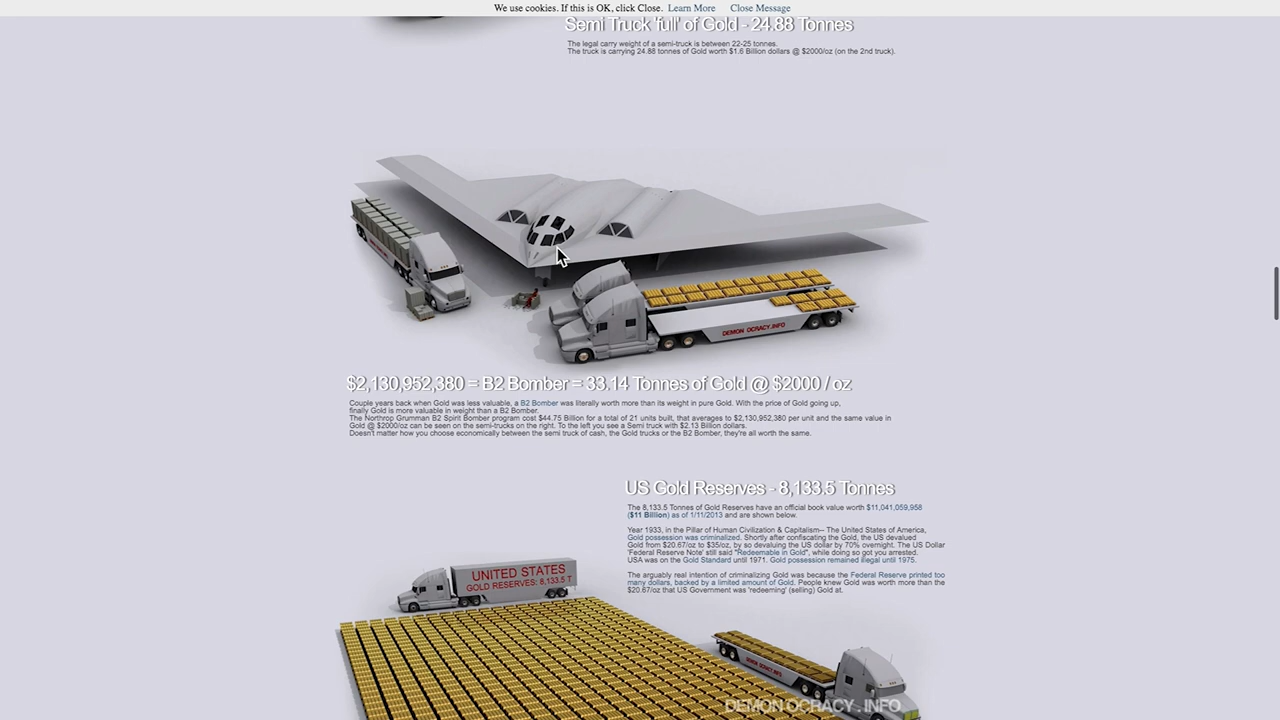 We use cookies. If this is OK, click Close. Learn More Close Message
Semi Truck 'full' of Gold - 24.88 Tonnes
The legal carry weight of a semi-truck is between 22-25 tonnes.
The truck is carrying 24.88 tonnes of Gold worth $1.6 Billion dollars @ $2000/oz (on the 2nd truck).
DEMON OCRACY.INFO
$2,130,952,380 = B2 Bomber = 33.14 Tonnes of Gold @ $2000 / oz
Couple years back when Gold was less valuable, a B2 Bomber was literally worth more than its weight in pure Gold. With the price of Gold going up,
finally Gold is more valuable in weight than a B2 Bomber.
The Northrop Grumman B2 Spirit Bomber program cost $44.75 Billion for a total of 21 units built, that averages to $2,130,952,380 per unit and the same value in
Gold @ $2000/oz can be seen on the semi-trucks on the right. To the left you see a Semi truck with $2.13 Billion dollars.
Doesn't matter how you choose economically between the semi truck of cash, the Gold trucks or the B2 Bomber, they're all worth the same.
US Gold Reserves - 8,133.5 Tonnes
The 8,133.5 Tonnes of Gold Reserves have an official book value worth $11,041,059,958
($11 Billion) as of 1/11/2013 and are shown below.
Year 1933, in the Pillar of Human Civilization & Capitalism-- The United States of America,
Gold possession was criminalized. Shortly after confiscating the Gold, the US devalued
Gold from $20.67/oz to $35/oz, by so devaluing the US dollar by 70% overnight. The US Dollar
'Federal Reserve Note' still said "Redeemable in Gold", while doing so got you arrested.
USA was on the Gold Standard until 1971. Gold possession remained illegal until 1975.
The arguably real intention of criminalizing Gold was because the Federal Reserve printed too
many dollars, backed by a limited amount of Gold. People knew Gold was worth more than the
$20.67/oz that US Government was 'redeeming' (selling) Gold at.
UNITED STATES
GOLD RESERVES: 8,133.5 T
DEMON OCRACY.INFO
DEMON OCRACY . INFO